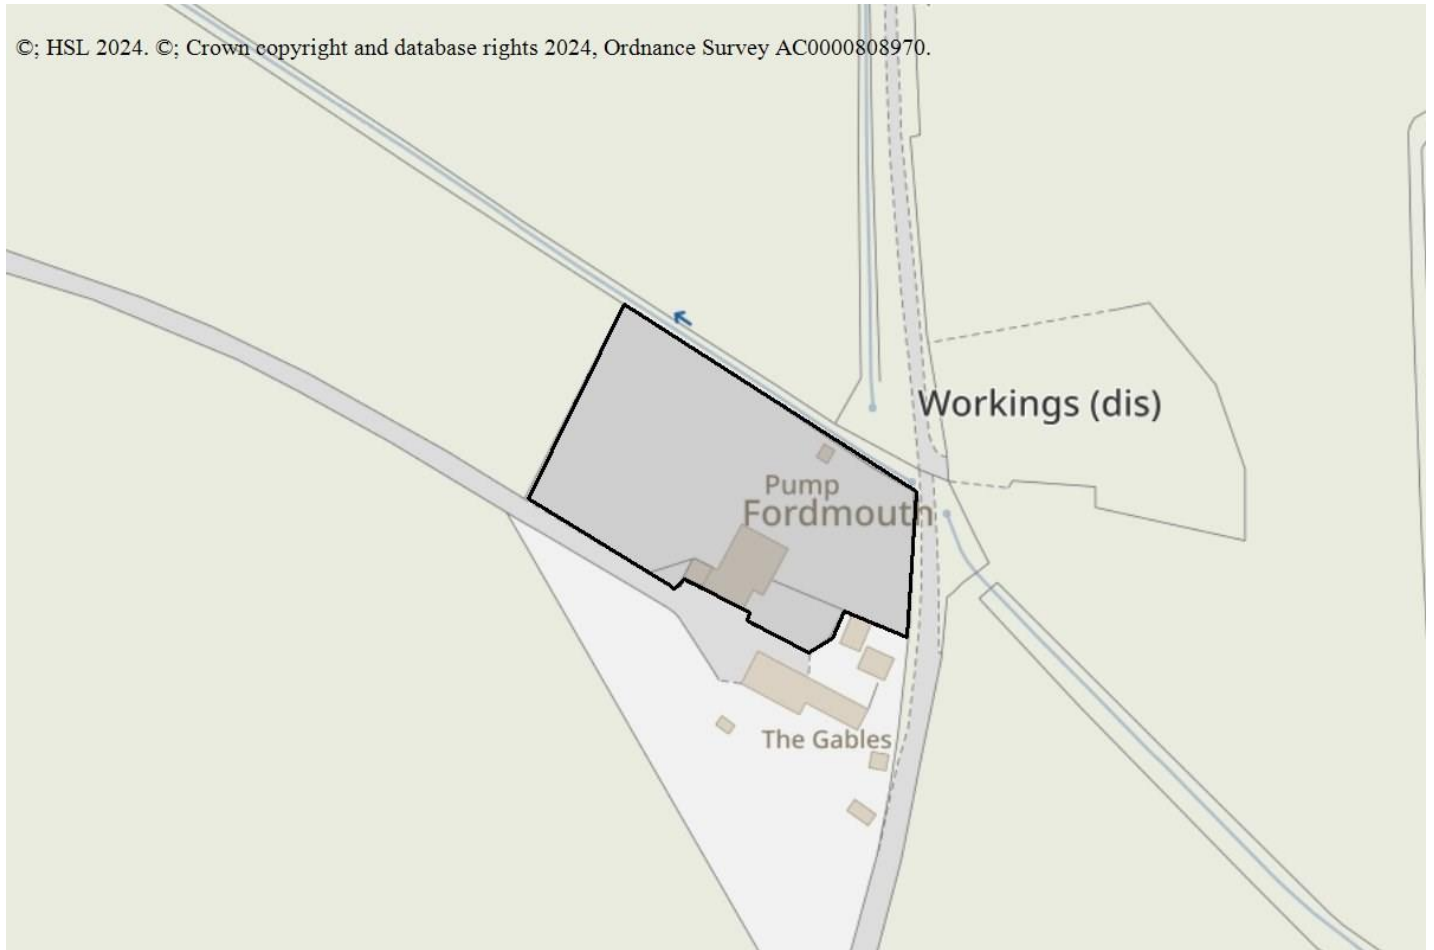 ©; HSL 2024. ©; Crown copyright and database rights 2024, Ordnance Survey AC0000808970.
Workings (dis)
Pump
Fordmouth
The Gables